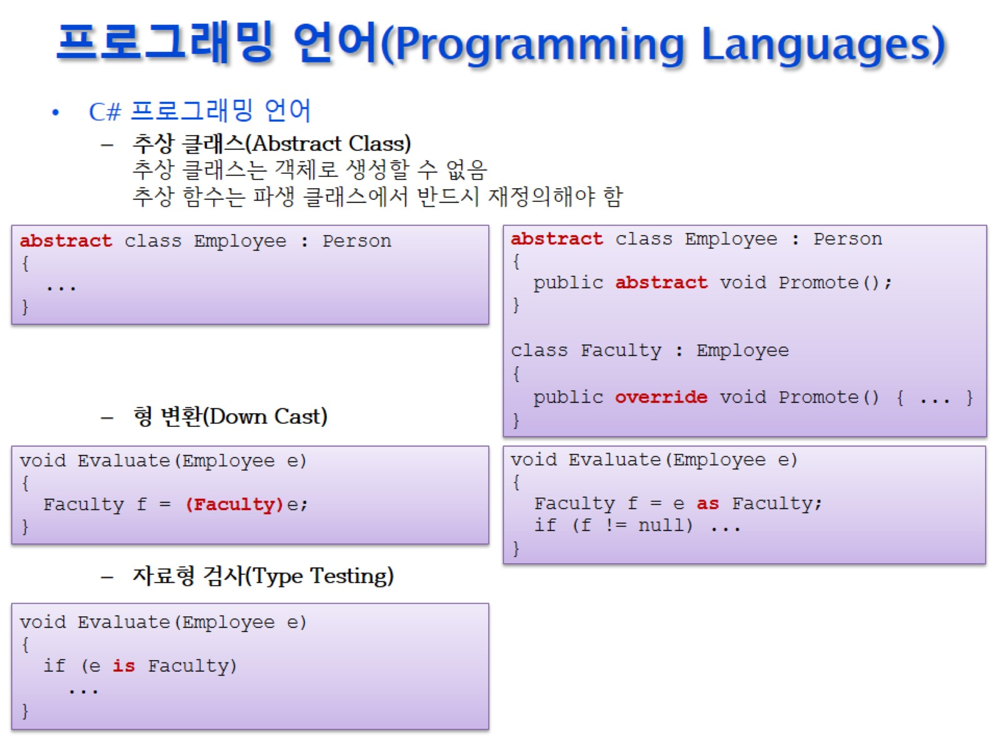 프로그래밍 언어(Programming Languages)
• C# 프로그래밍 언어
– 추상 클래스(Abstract Class)
추상 클래스는 객체로 생성할 수 없음
추상 함수는 파생 클래스에서 반드시 재정의해야 함
abstract class Employee : Person
{
...
}
abstract class Employee : Person
{
public abstract void Promote();
}
class Faculty : Employee
{
public override void Promote() { ... }
}
– 형 변환(Down Cast)
void Evaluate(Employee e)
{
Faculty f = (Faculty)e;
}
void Evaluate(Employee e)
{
Faculty f = e as Faculty;
if (f != null) ...
}
– 자료형 검사(Type Testing)
void Evaluate(Employee e)
{
if (e is Faculty)
...
}